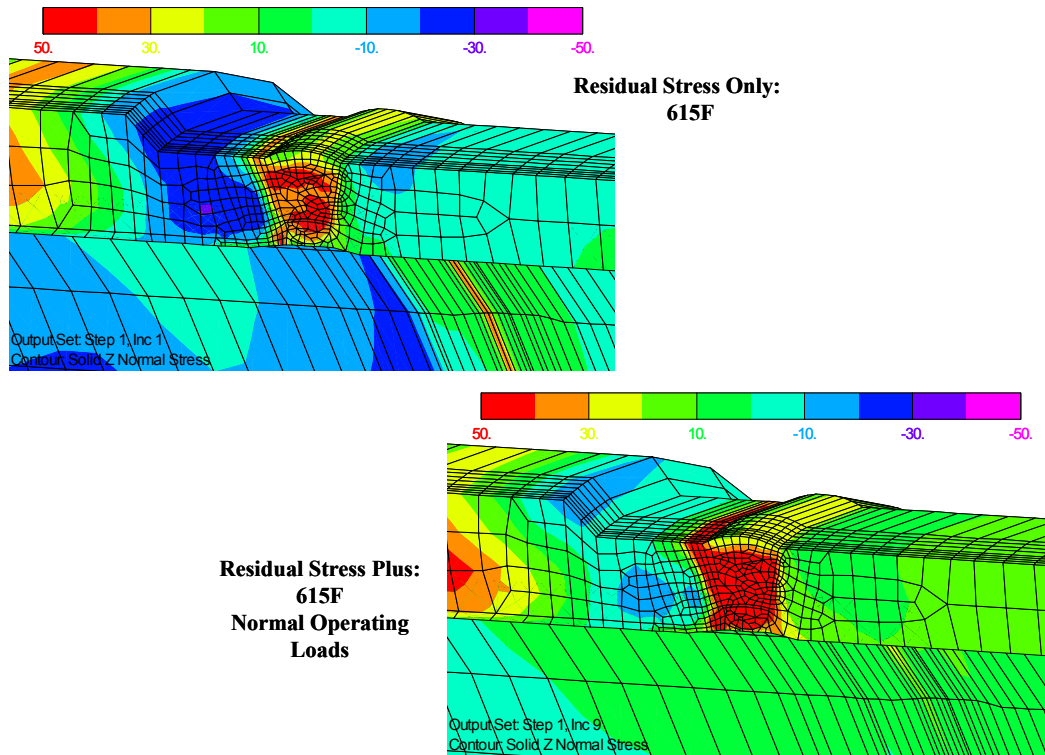 50. 30. 10. -10. -30. -50.
Residual Stress Only:
615F
Output Set: Step 1, Inc 1
Contour: Solid Z Normal Stress
50. 30. 10. -10. -30. -50.
Residual Stress Plus:
615F
Normal Operating
Loads
Output Set: Step 1, Inc 9
Contour: Solid Z Normal Stress